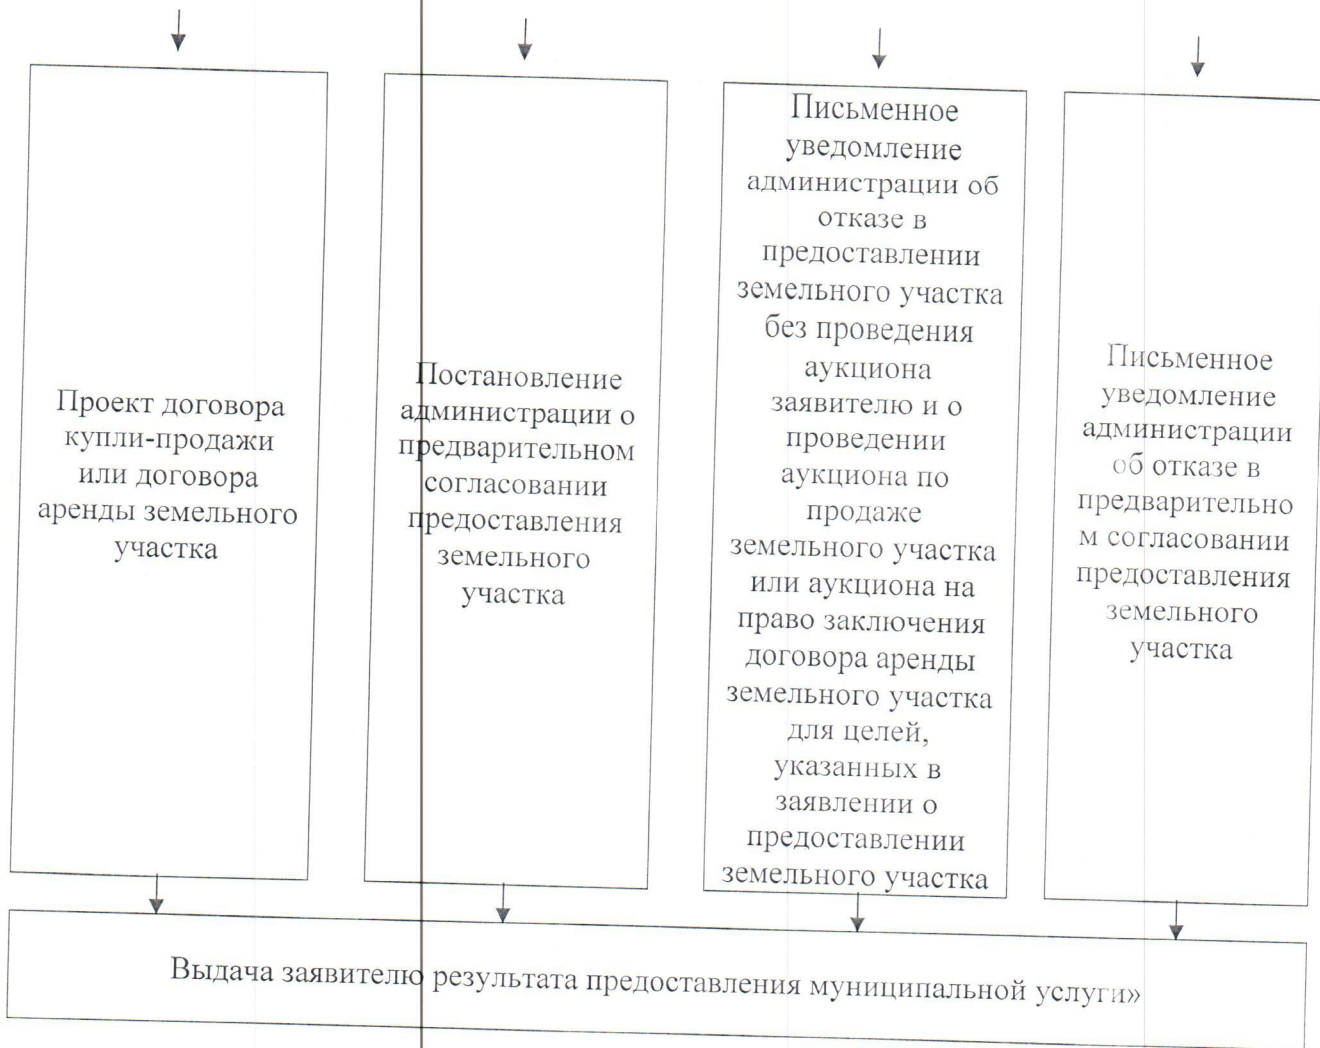 Проект договора
купли-продажи
или договора
аренды земельного
участка
Постановление
администрации о
предварительном
согласовании
предоставления
земельного
участка
Письменное
уведомление
администрации об
отказе в
предоставлении
земельного участка
без проведения
аукциона
заявителю и о
проведении
аукциона по
продаже
земельного участка
или аукциона на
право заключения
договора аренды
земельного участка
для целей,
указанных в
заявлении о
предоставлении
земельного участка
Письменное
уведомление
администрации
об отказе в
предварительно
м согласовании
предоставления
земельного
участка
Выдача заявителю результата предоставления муниципальной услуги»